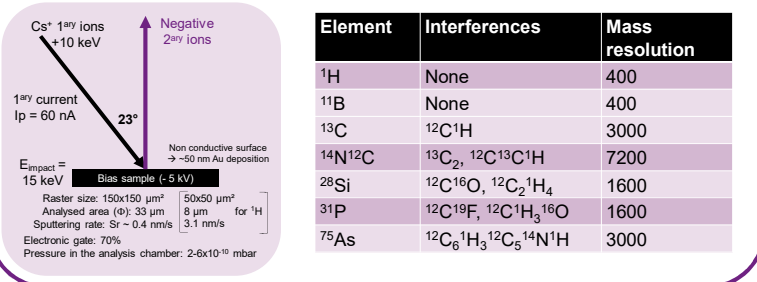 Cs⁺ 1ᵃʳʸ ions
+10 keV
Negative
2ᵃʳʸ ions
1ᵃʳʸ current
Ip = 60 nA
23°
Non conductive surface
→ ~50 nm Au deposition
E_impact =
15 keV
Bias sample (- 5 kV)
Raster size: 150x150 µm² 50x50 µm²
Analysed area (Φ): 33 µm 8 µm for ¹H
Sputtering rate: Sr ~ 0.4 nm/s 3.1 nm/s
Electronic gate: 70%
Pressure in the analysis chamber: 2-6x10⁻¹⁰ mbar
Element Interferences Mass
resolution
¹H None 400
¹¹B None 400
¹³C ¹²C¹H 3000
¹⁴N¹²C ¹³C₂, ¹²C¹³C¹H 7200
²⁸Si ¹²C¹⁶O, ¹²C₂¹H₄ 1600
³¹P ¹²C¹⁹F, ¹²C¹H₃¹⁶O 1600
⁷⁵As ¹²C₆¹H₃¹²C₅¹⁴N¹H 3000